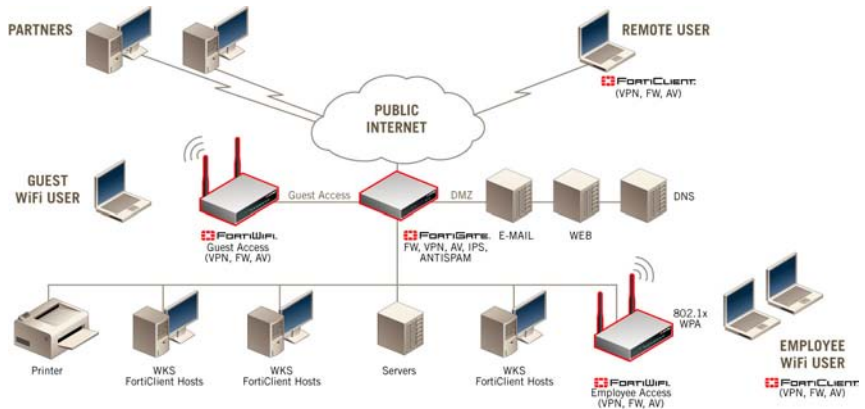 PARTNERS
REMOTE USER
FORTICLIENT.
(VPN, FW, AV)
PUBLIC
INTERNET
GUEST
WiFi USER
Guest Access
DMZ
DNS
E-MAIL
WEB
FORTIWIFI.
Guest Access
(VPN, FW, AV)
FORTIGATE.
FW, VPN, AV, IPS,
ANTISPAM
802.1x
WPA
Printer
WKS
FortiClient Hosts
WKS
FortiClient Hosts
Servers
WKS
FortiClient Hosts
FORTIWIFI.
Employee Access
(VPN, FW, AV)
EMPLOYEE
WiFi USER
FORTICLIENT.
(VPN, FW, AV)